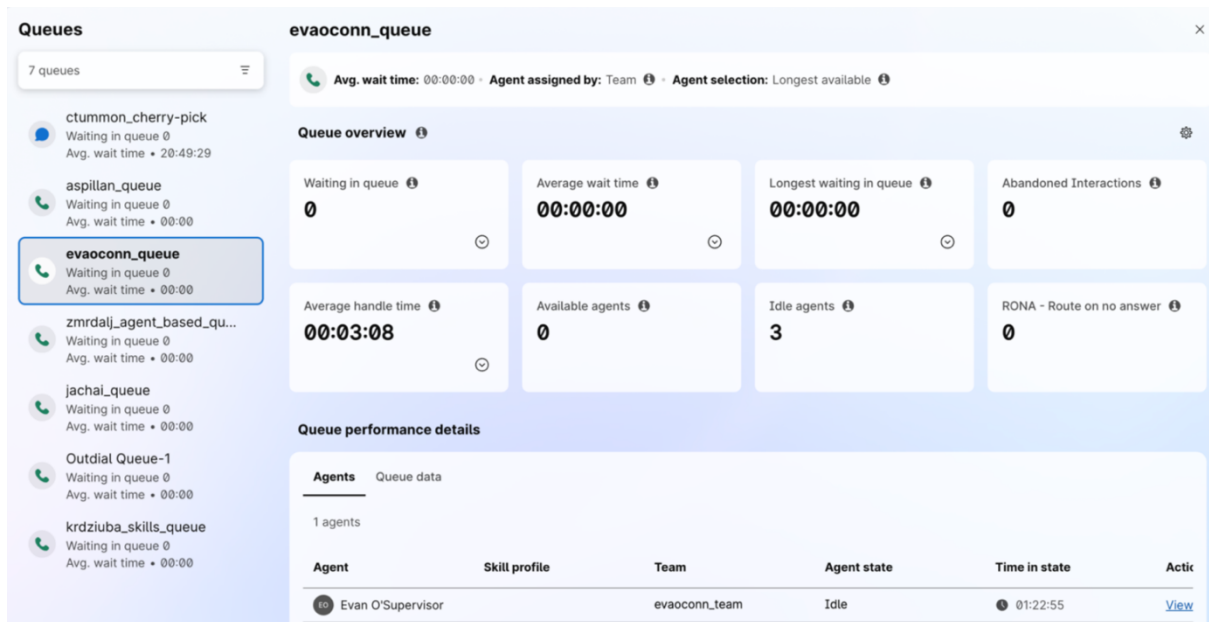 Queues
7 queues
ctummon_cherry-pick
Waiting in queue 0
Avg. wait time • 20:49:29
aspillan_queue
Waiting in queue 0
Avg. wait time • 00:00
evaoconn_queue
Waiting in queue 0
Avg. wait time • 00:00
zmrdalj_agent_based_qu...
Waiting in queue 0
Avg. wait time • 00:00
jachai_queue
Waiting in queue 0
Avg. wait time • 00:00
Outdial Queue-1
Waiting in queue 0
Avg. wait time • 00:00
krdziuba_skills_queue
Waiting in queue 0
Avg. wait time • 00:00
evaoconn_queue
Avg. wait time: 00:00:00 • Agent assigned by: Team • Agent selection: Longest available
Queue overview
Waiting in queue
0
Average wait time
00:00:00
Longest waiting in queue
00:00:00
Abandoned Interactions
0
Average handle time
00:03:08
Available agents
0
Idle agents
3
RONA - Route on no answer
0
Queue performance details
Agents Queue data
1 agents
Agent Skill profile Team Agent state Time in state Actic
EO Evan O'Supervisor evaoconn_team Idle 01:22:55 View